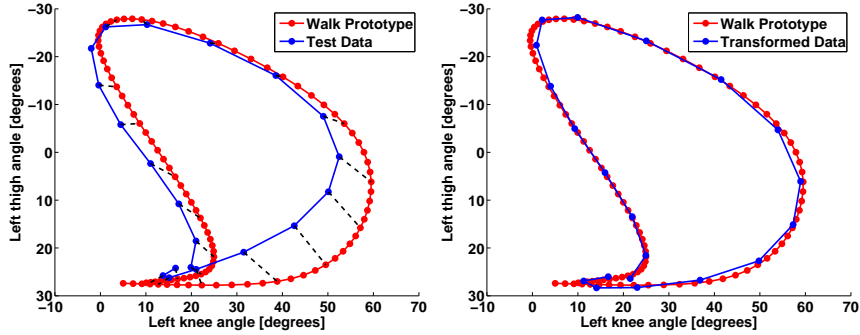 Walk Prototype
Test Data
−30
−20
−10
0
10
20
30
−10 0 10 20 30 40 50 60 70
Left thigh angle [degrees]
Left knee angle [degrees]
Walk Prototype
Transformed Data
−30
−20
−10
0
10
20
30
−10 0 10 20 30 40 50 60 70
Left thigh angle [degrees]
Left knee angle [degrees]